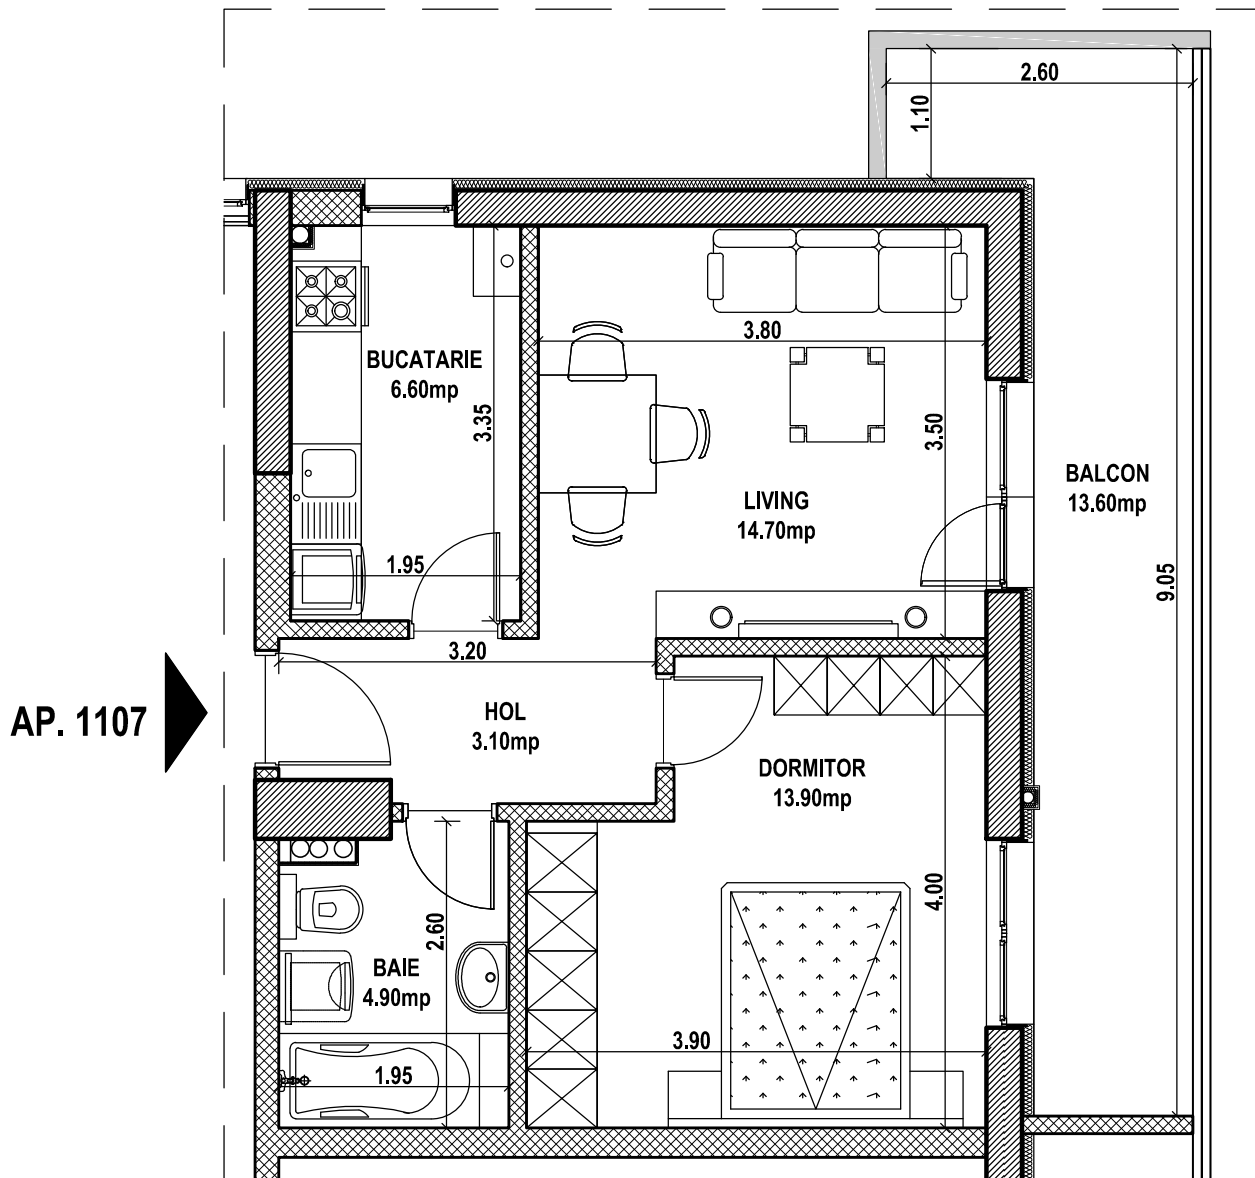 2.60
1.10
3.80
BUCATARIE
6.60mp
3.35
3.50
BALCON
13.60mp
LIVING
14.70mp
1.95
9.05
3.20
AP. 1107
HOL
3.10mp
DORMITOR
13.90mp
4.00
2.60
BAIE
4.90mp
3.90
1.95